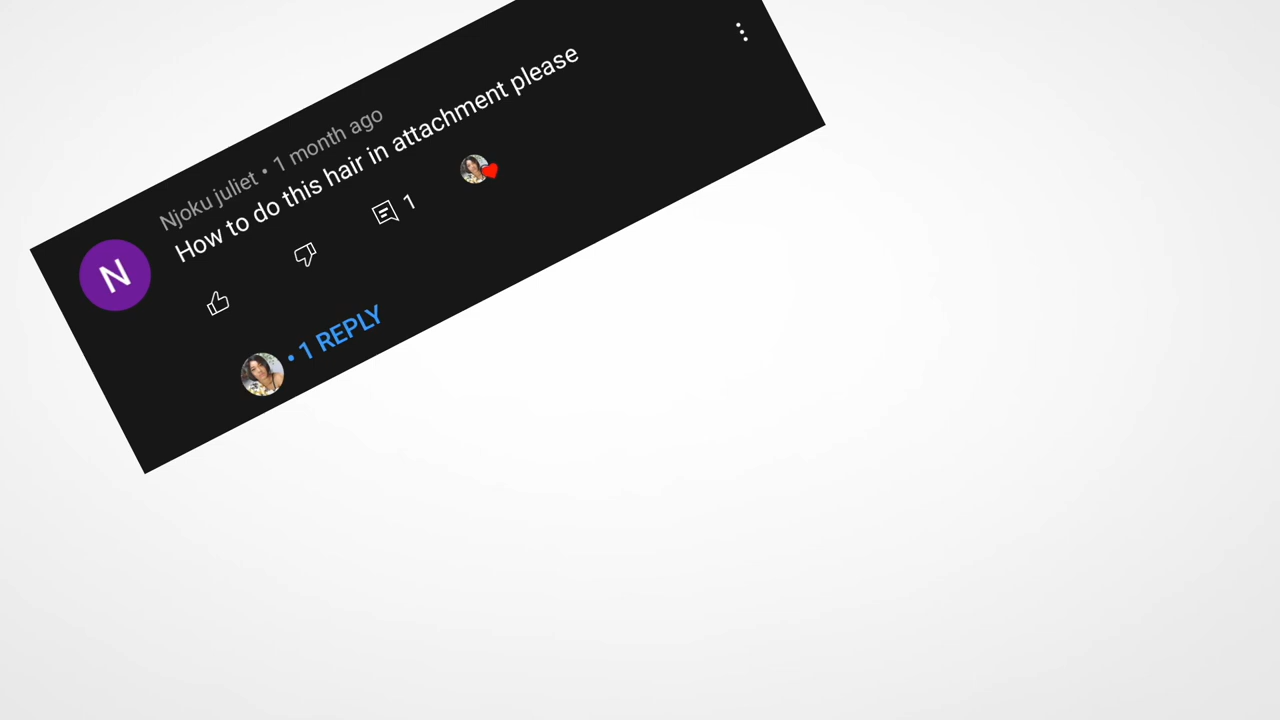 Njoku juliet • 1 month ago
How to do this hair in attachment please
1
• 1 REPLY
N